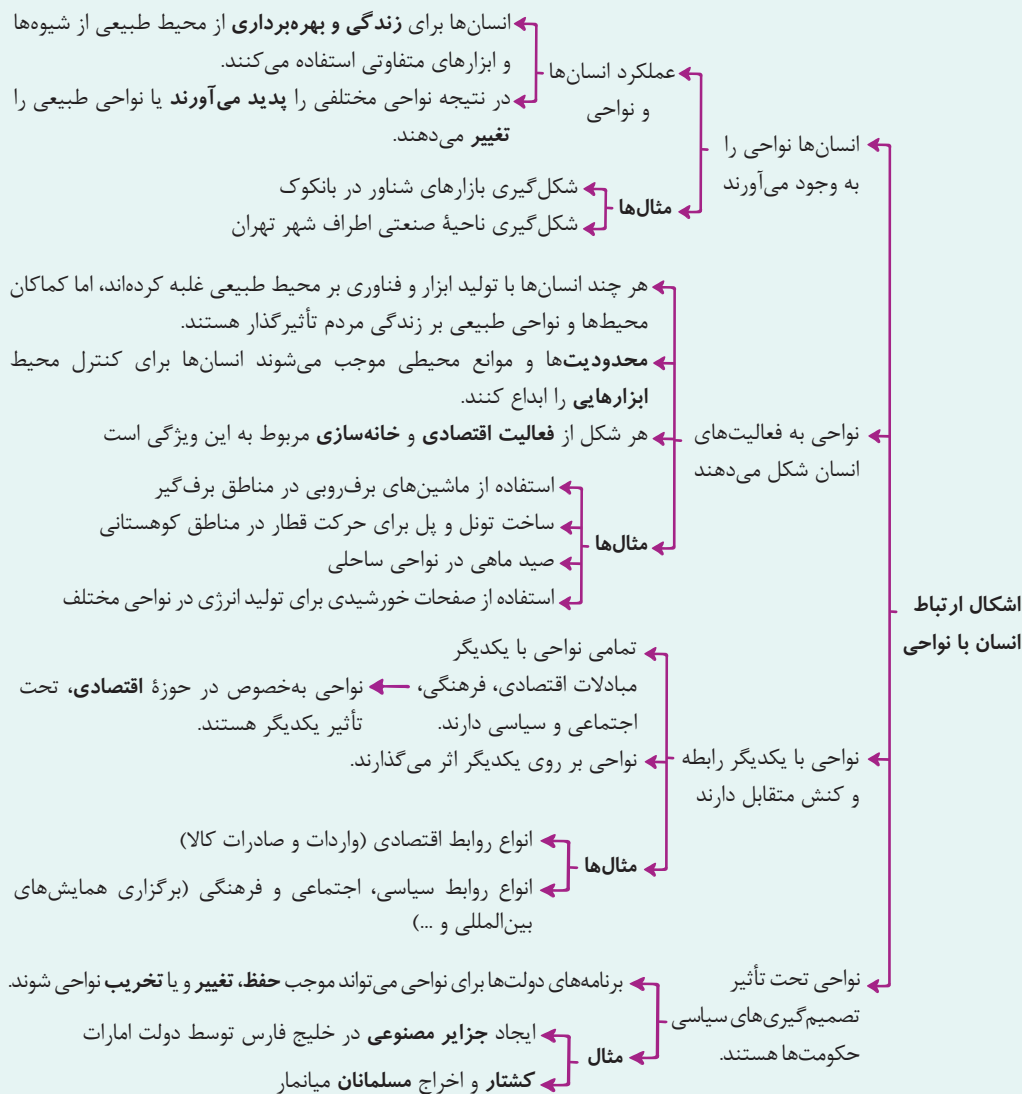 اشکال ارتباط
انسان با نواحی
انسان‌ها نواحی را
به وجود می‌آورند
عملکرد انسان‌ها
و نواحی
انسان‌ها برای زندگی و بهره‌برداری از محیط طبیعی از شیوه‌ها
و ابزارهای متفاوتی استفاده می‌کنند.
در نتیجه نواحی مختلفی را پدید می‌آورند یا نواحی طبیعی را
تغییر می‌دهند.
مثال‌ها
شکل‌گیری بازارهای شناور در بانکوک
شکل‌گیری ناحیۀ صنعتی اطراف شهر تهران
نواحی به فعالیت‌های
انسان شکل می‌دهند
هر چند انسان‌ها با تولید ابزار و فناوری بر محیط طبیعی غلبه کرده‌اند، اما کماکان
محیط‌ها و نواحی طبیعی بر زندگی مردم تأثیرگذار هستند.
محدودیت‌ها و موانع محیطی موجب می‌شوند انسان‌ها برای کنترل محیط
ابزارهایی را ابداع کنند.
هر شکل از فعالیت اقتصادی و خانه‌سازی مربوط به این ویژگی است
مثال‌ها
استفاده از ماشین‌های برف‌روبی در مناطق برف‌گیر
ساخت تونل و پل برای حرکت قطار در مناطق کوهستانی
صید ماهی در نواحی ساحلی
استفاده از صفحات خورشیدی برای تولید انرژی در نواحی مختلف
نواحی با یکدیگر رابطه
و کنش متقابل دارند
تمامی نواحی با یکدیگر
مبادلات اقتصادی، فرهنگی،
اجتماعی و سیاسی دارند.
نواحی به‌خصوص در حوزۀ اقتصادی، تحت
تأثیر یکدیگر هستند.
نواحی بر روی یکدیگر اثر می‌گذارند.
مثال‌ها
انواع روابط اقتصادی (واردات و صادرات کالا)
انواع روابط سیاسی، اجتماعی و فرهنگی (برگزاری همایش‌های
بین‌المللی و ...)
نواحی تحت تأثیر
تصمیم‌گیری‌های سیاسی
حکومت‌ها هستند.
برنامه‌های دولت‌ها برای نواحی می‌تواند موجب حفظ، تغییر و یا تخریب نواحی شوند.
مثال
ایجاد جزایر مصنوعی در خلیج فارس توسط دولت امارات
کشتار و اخراج مسلمانان میانمار